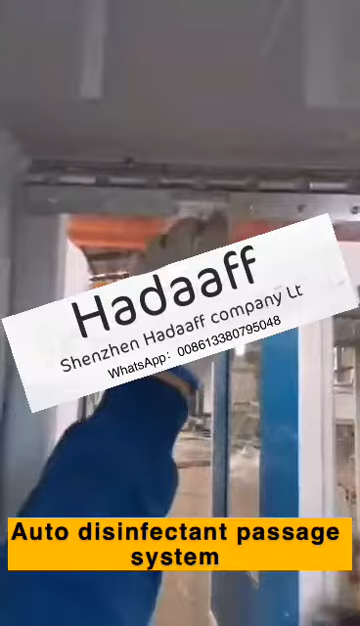 Hadaaff
Shenzhen Hadaaff company Lt
WhatsApp: 008613380795048
Auto disinfectant passage
system